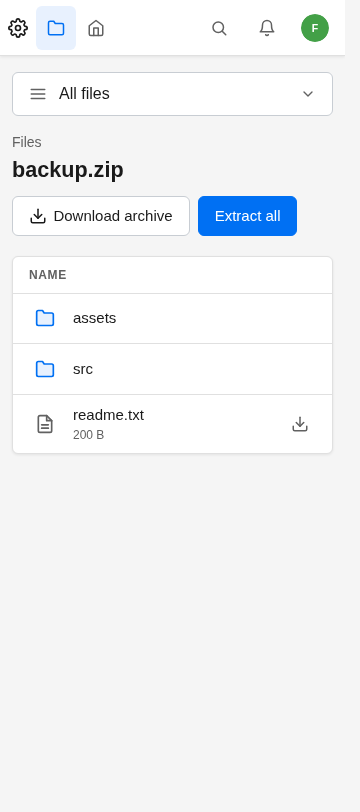 F
All files
Files
backup.zip
Download archive
Extract all
NAME
assets
src
readme.txt
200 B